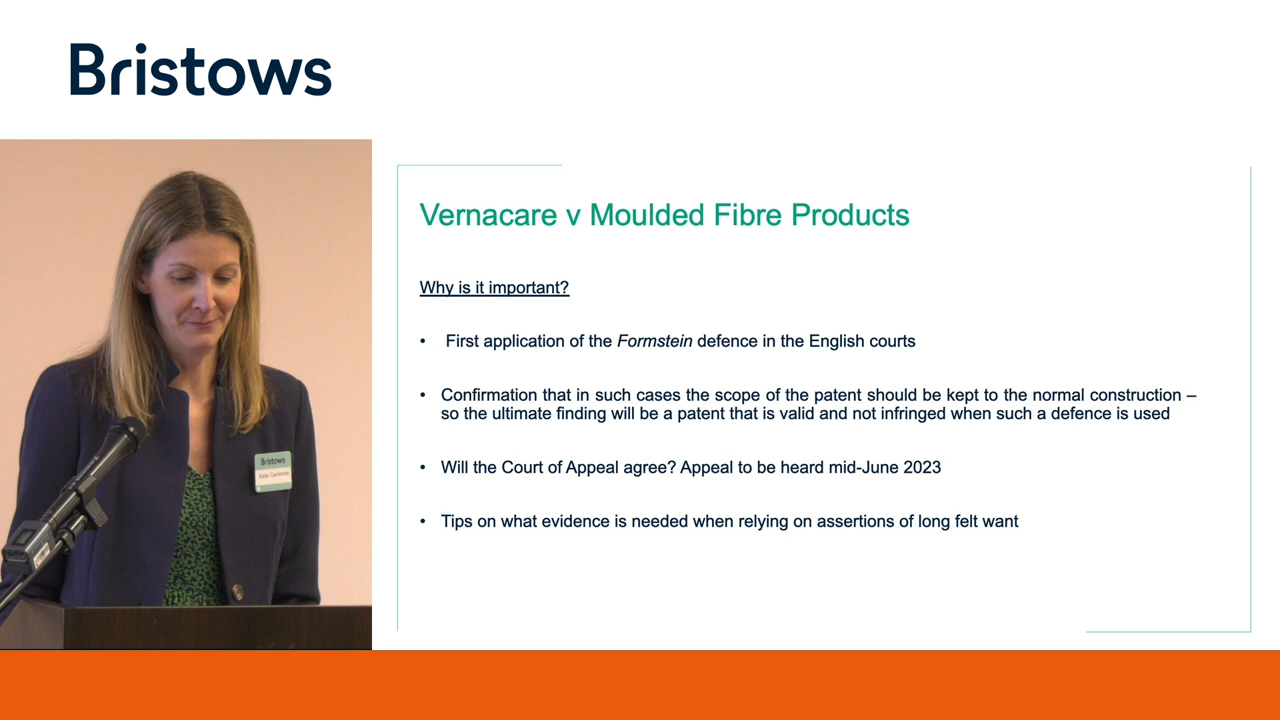 Bristows
Bristows
Vernacare v Moulded Fibre Products
Why is it important?
• First application of the Formstein defence in the English courts
• Confirmation that in such cases the scope of the patent should be kept to the normal construction –
so the ultimate finding will be a patent that is valid and not infringed when such a defence is used
• Will the Court of Appeal agree? Appeal to be heard mid-June 2023
• Tips on what evidence is needed when relying on assertions of long felt want